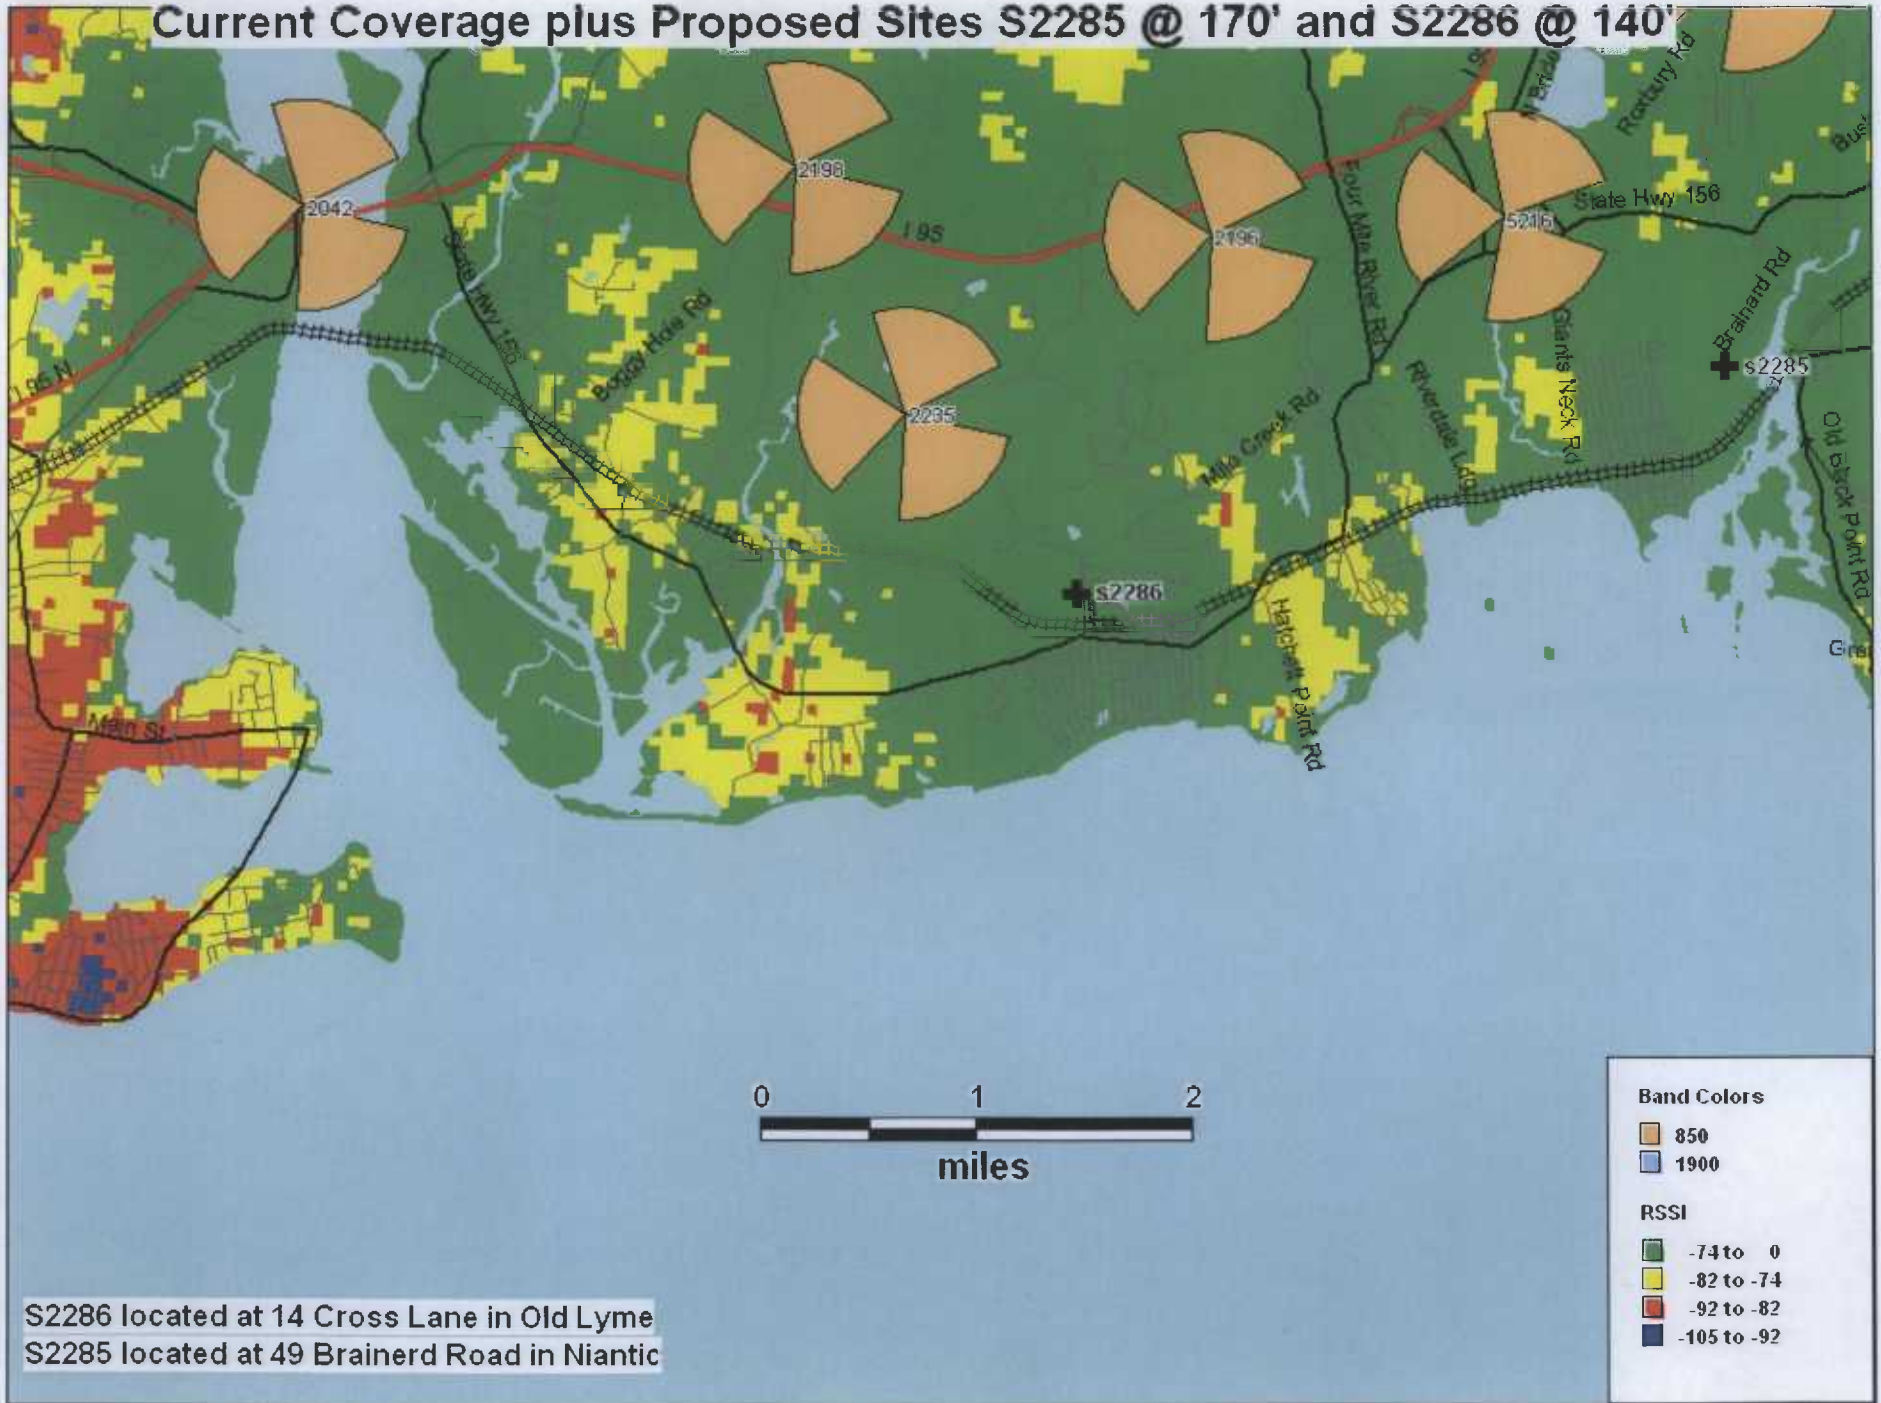 Current Coverage plus Proposed Sites S2285 @ 170' and S2286 @ 140'
I 95
N Bride
Roxbury Rd
Bus
2042
2198
I 95
2196
5216
State Hwy 156
Four Mile River Rd
State Hwy 156
Boggy Hole Rd
Brainard Rd
s2285
I 95 N
2235
Giants Neck Rd
Riverdale Ldg
Mile Creek Rd
Old Black Point Rd
s2286
Hatchett Point Rd
Main St
0 1 2
miles
Band Colors
850
1900
RSSI
-74 to 0
-82 to -74
-92 to -82
-105 to -92
S2286 located at 14 Cross Lane in Old Lyme
S2285 located at 49 Brainerd Road in Niantic